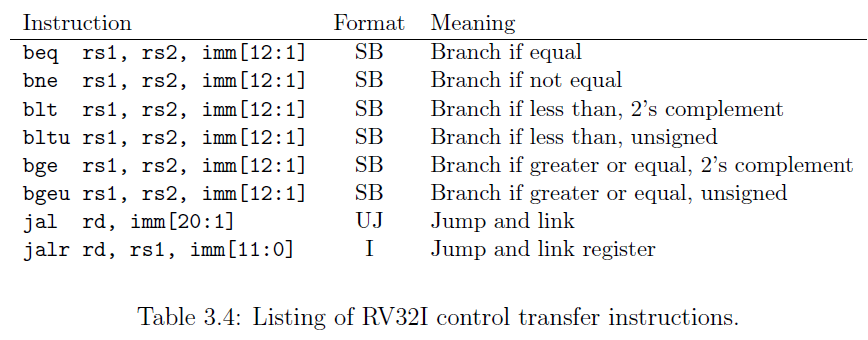 Instruction Format Meaning
beq rs1, rs2, imm[12:1] SB Branch if equal
bne rs1, rs2, imm[12:1] SB Branch if not equal
blt rs1, rs2, imm[12:1] SB Branch if less than, 2's complement
bltu rs1, rs2, imm[12:1] SB Branch if less than, unsigned
bge rs1, rs2, imm[12:1] SB Branch if greater or equal, 2's complement
bgeu rs1, rs2, imm[12:1] SB Branch if greater or equal, unsigned
jal rd, imm[20:1] UJ Jump and link
jalr rd, rs1, imm[11:0] I Jump and link register
Table 3.4: Listing of RV32I control transfer instructions.